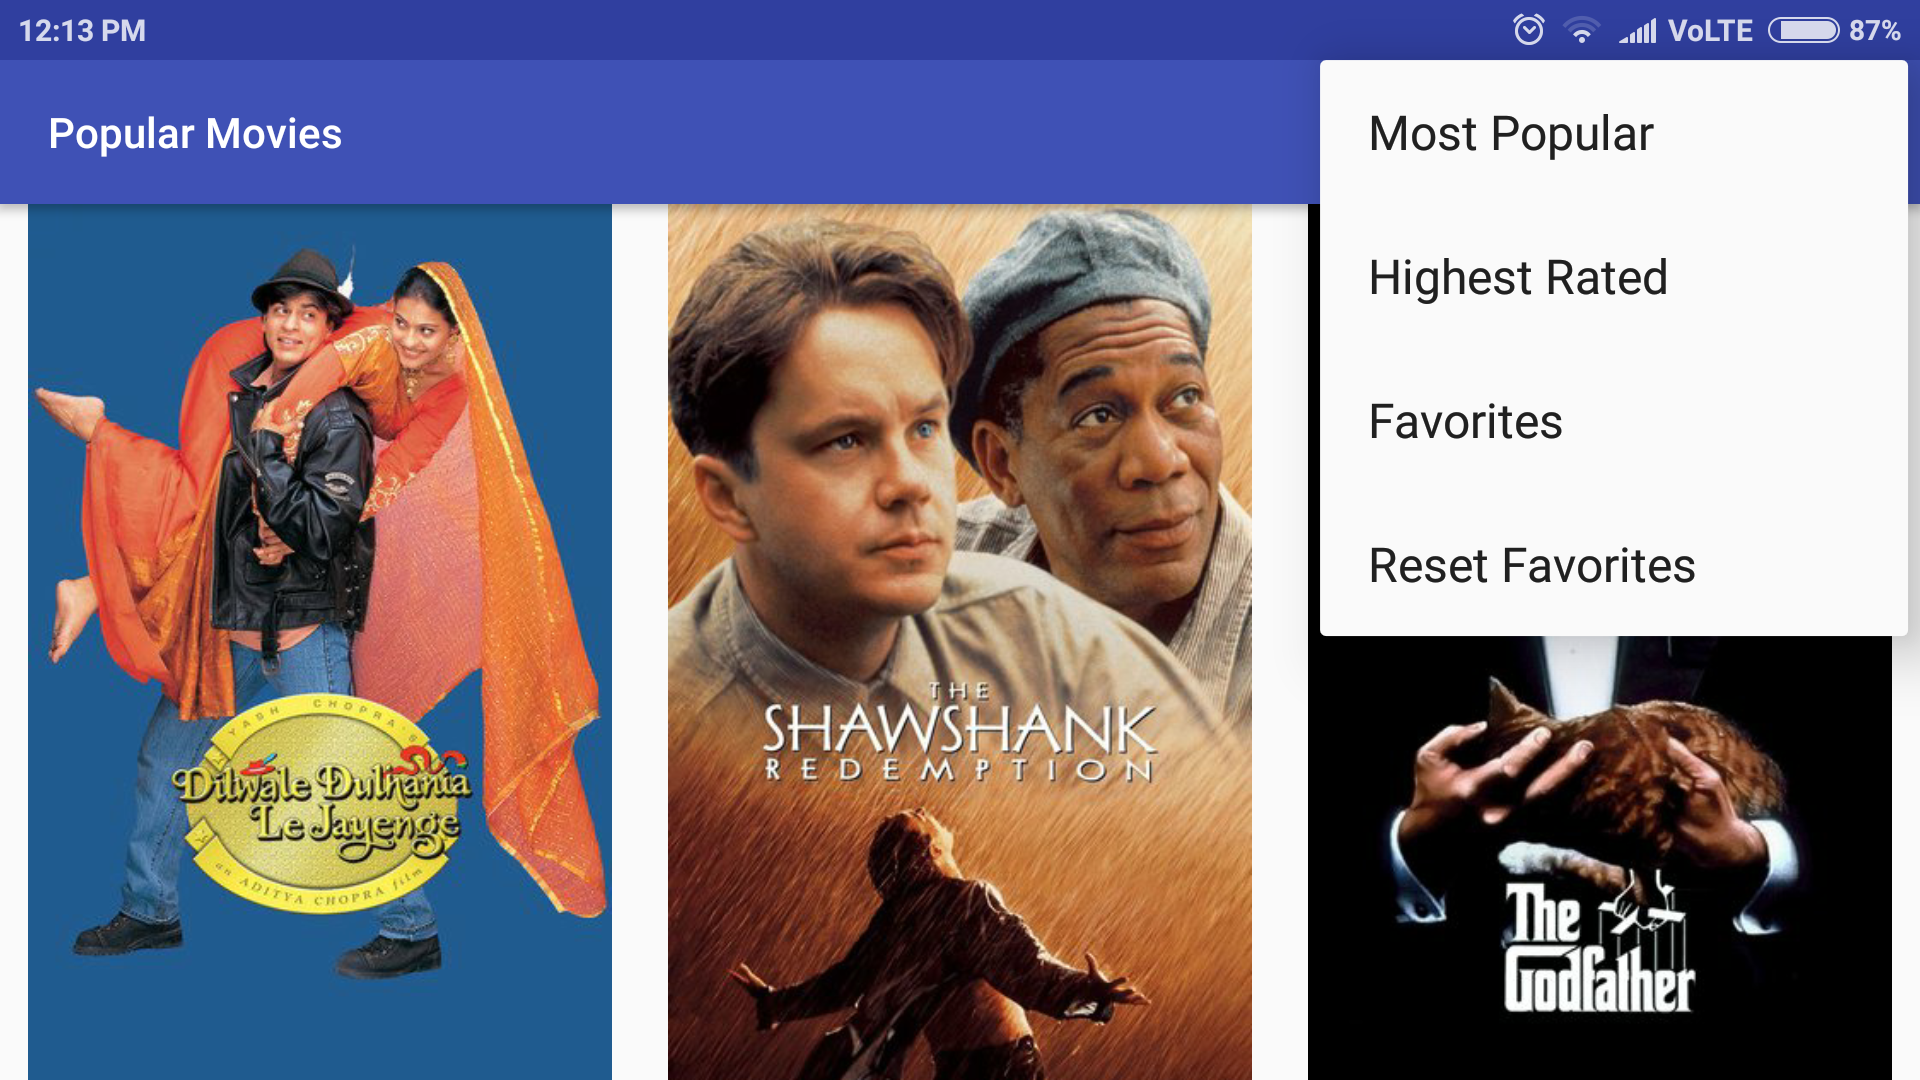 12:13 PM
VoLTE
87%
Popular Movies
Most Popular
Highest Rated
Favorites
Reset Favorites
YASH CHOPRA'S
Dilwale Dulhania
Le Jayenge
an ADITYA CHOPRA film
THE
SHAWSHANK
REDEMPTION
The
Godfather